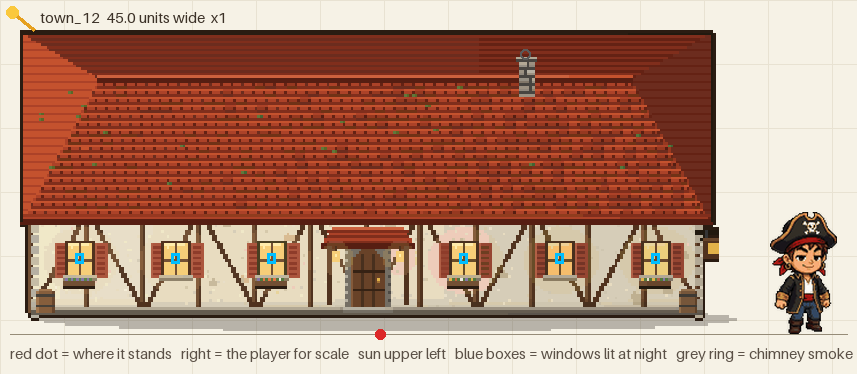 town_12 45.0 units wide x1
red dot = where it stands right = the player for scale sun upper left blue boxes = windows lit at night grey ring = chimney smoke